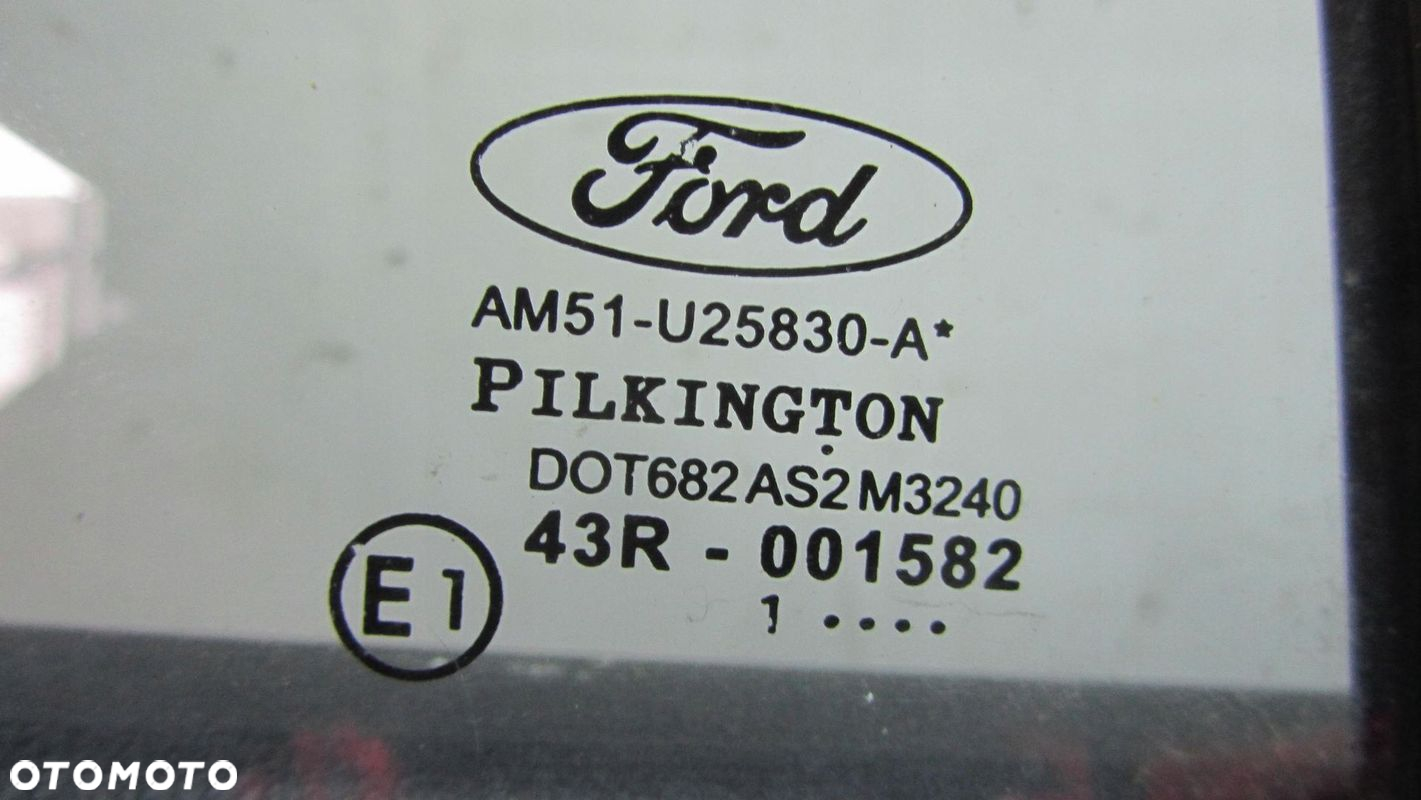 Ford
AM51-U25830-A*
PILKINGTON
DOT682 AS2 M3240
43R - 001582
E1
1 ····
OTOMOTO